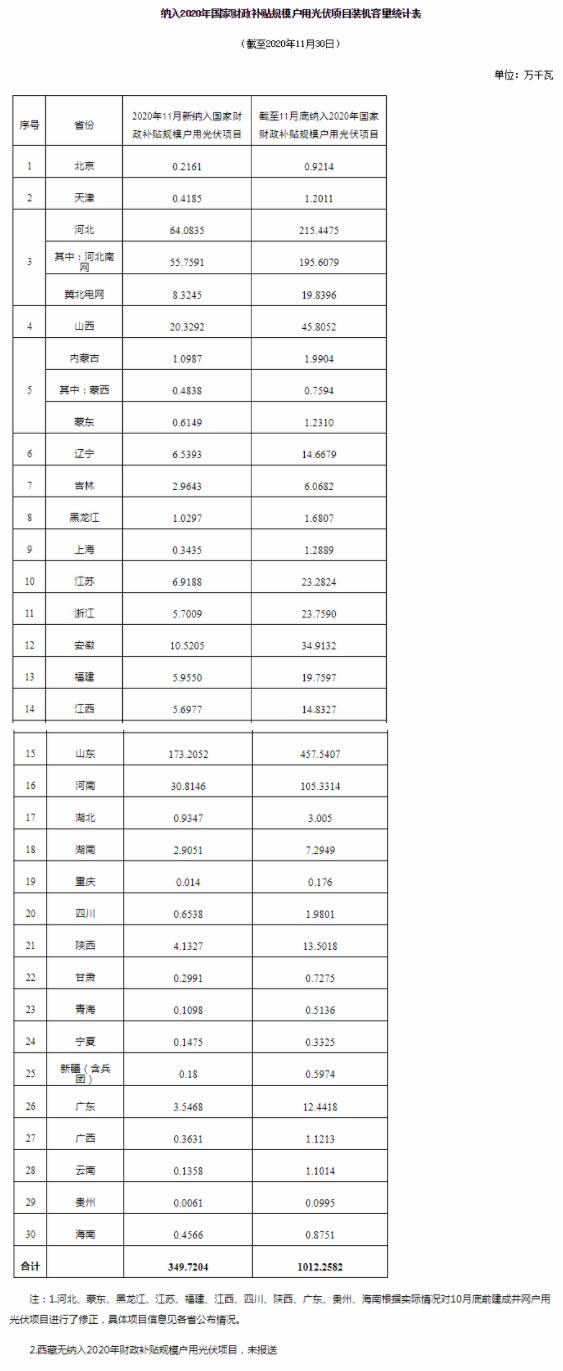 纳入2020年国家财政补贴规模户用光伏项目装机容量统计表
（截至2020年11月30日）
单位：万千瓦
序号 省份 2020年11月新纳入国家财政补贴规模户用光伏项目 截至11月底纳入2020年国家财政补贴规模户用光伏项目
1 北京 0.2161 0.9214
2 天津 0.4185 1.2011
3 河北 64.0835 215.4475
其中：河北南网 55.7591 195.6079
冀北电网 8.3245 19.8396
4 山西 20.3292 45.8052
5 内蒙古 1.0987 1.9904
其中：蒙西 0.4838 0.7594
蒙东 0.6149 1.2310
6 辽宁 6.5393 14.6679
7 吉林 2.9643 6.0682
8 黑龙江 1.0297 1.6807
9 上海 0.3435 1.2889
10 江苏 6.9188 23.2824
11 浙江 5.7009 23.7590
12 安徽 10.5205 34.9132
13 福建 5.9550 19.7597
14 江西 5.6977 14.8327
15 山东 173.2052 457.5407
16 河南 30.8146 105.3314
17 湖北 0.9347 3.005
18 湖南 2.9051 7.2949
19 重庆 0.014 0.176
20 四川 0.6538 1.9801
21 陕西 4.1327 13.5018
22 甘肃 0.2991 0.7275
23 青海 0.1098 0.5136
24 宁夏 0.1475 0.3325
25 新疆（含兵团） 0.18 0.5974
26 广东 3.5468 12.4418
27 广西 0.3631 1.1213
28 云南 0.1358 1.1014
29 贵州 0.0061 0.0995
30 海南 0.4566 0.8751
合计 349.7204 1012.2582
注：1.河北、蒙东、黑龙江、江苏、福建、江西、四川、陕西、广东、贵州、海南根据实际情况对10月底前建成并网户用
光伏项目进行了修正，具体项目信息见各省公布情况。
2.西藏无纳入2020年财政补贴规模户用光伏项目，未报送